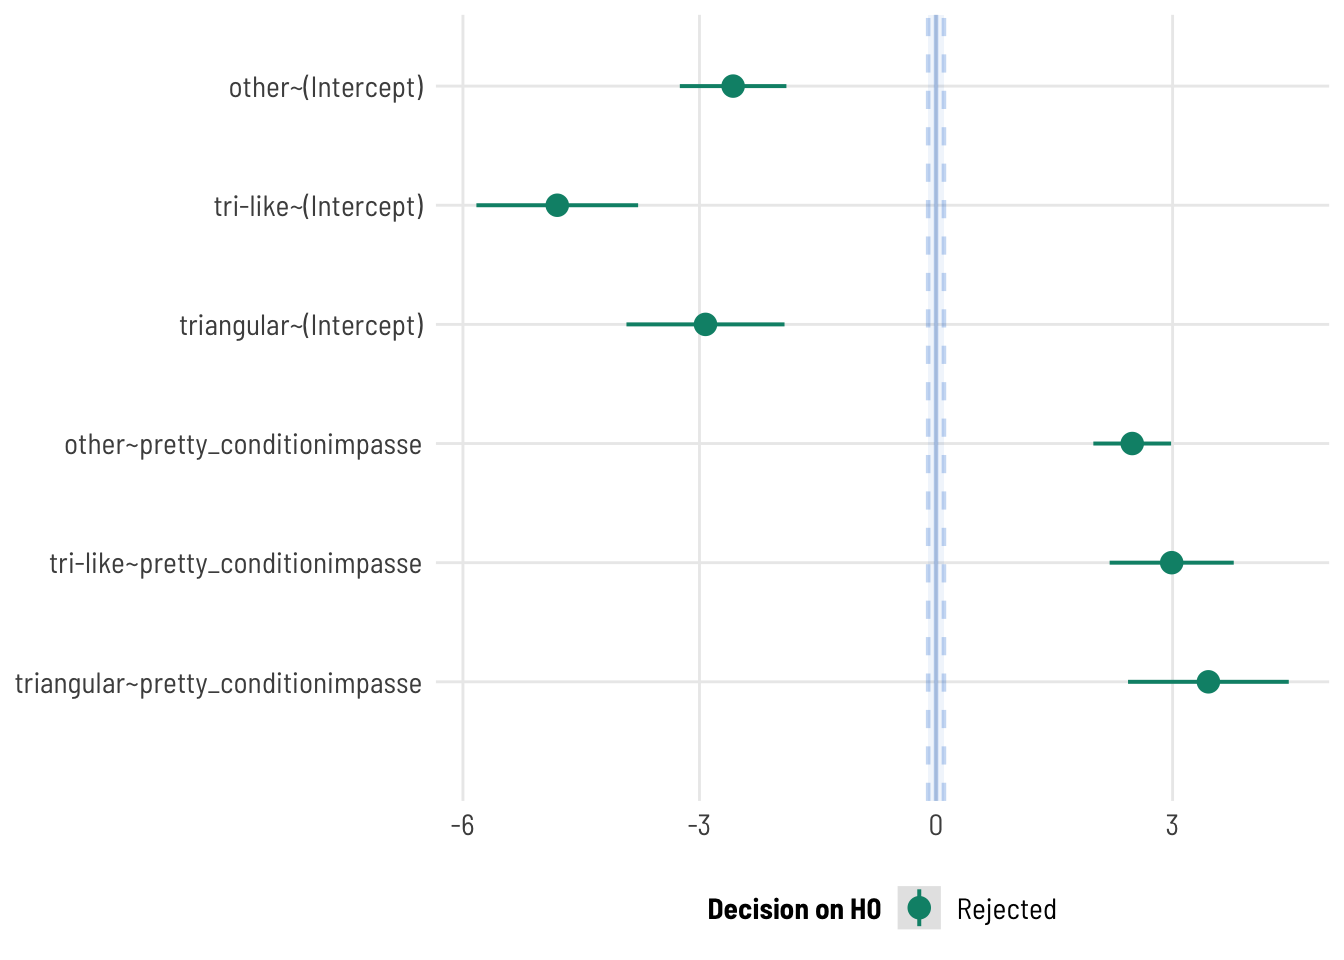 other~(Intercept)
tri-like~(Intercept)
triangular~(Intercept)
other~pretty_conditionimpasse
tri-like~pretty_conditionimpasse
triangular~pretty_conditionimpasse
-6 -3 0 3
Decision on H0 Rejected